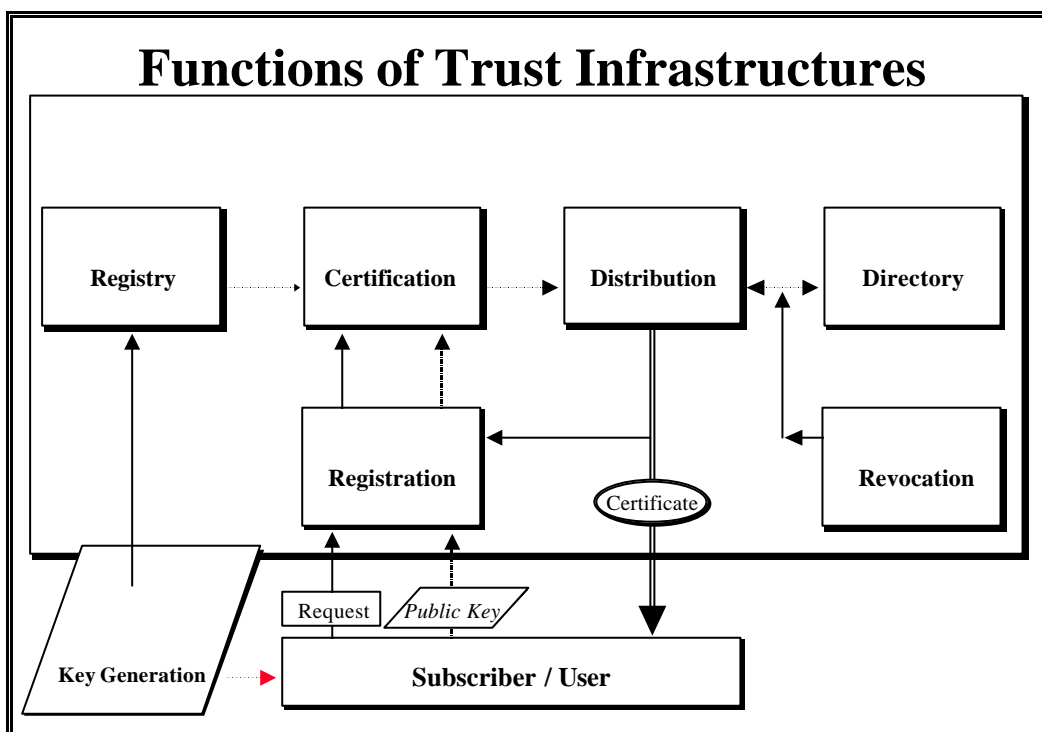 Functions of Trust Infrastructures
Registry
Certification
Distribution
Directory
Registration
Revocation
Certificate
Request
Public Key
Key Generation
Subscriber / User